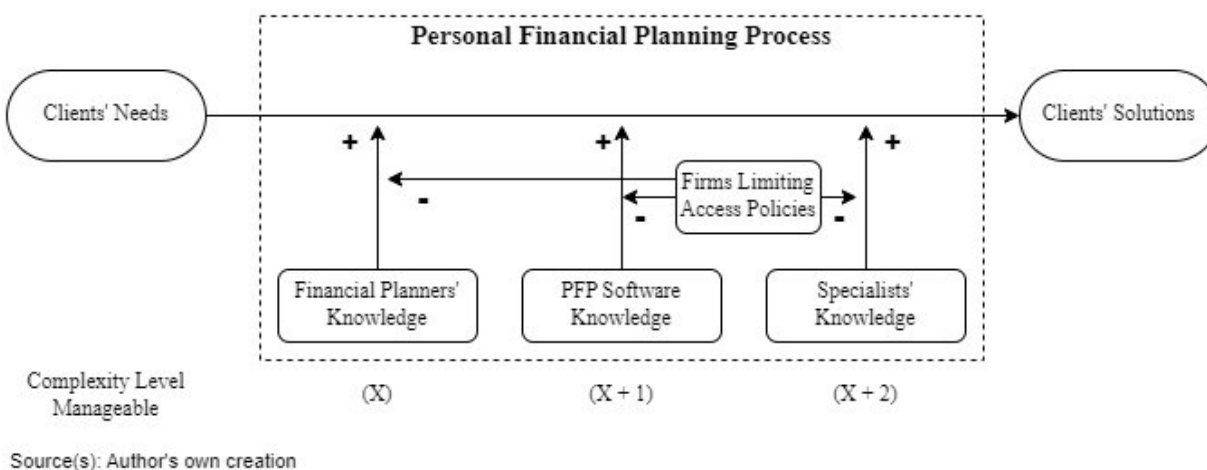 Personal Financial Planning Process
Clients' Needs
Clients' Solutions
+
+
+
Firms Limiting
Access Policies
-
-
-
Financial Planners'
Knowledge
PFP Software
Knowledge
Specialists'
Knowledge
Complexity Level
Manageable
(X)
(X + 1)
(X + 2)
Source(s): Author's own creation